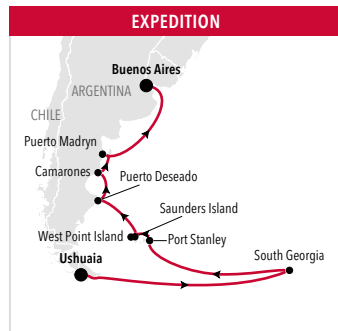 EXPEDITION
Buenos Aires
ARGENTINA
CHILE
Puerto Madryn
Camarones
Puerto Deseado
Saunders Island
West Point Island
Port Stanley
Ushuaia
South Georgia